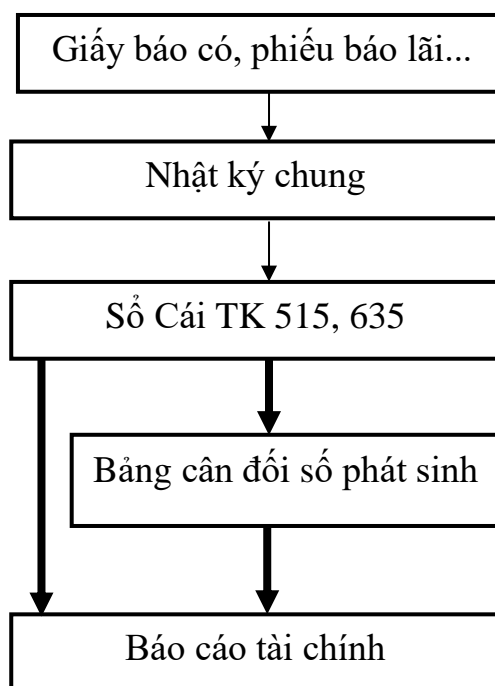 Giấy báo có, phiếu báo lãi...
Nhật ký chung
Sổ Cái TK 515, 635
Bảng cân đối số phát sinh
Báo cáo tài chính